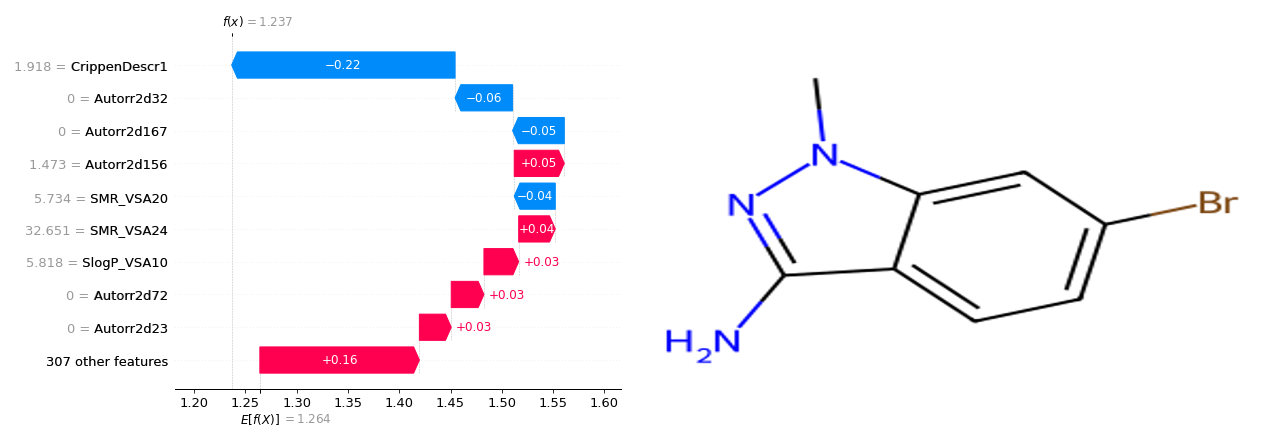 f(x) = 1.237
1.918 = CrippenDescr1
−0.22
0 = Autorr2d32
−0.06
0 = Autorr2d167
−0.05
1.473 = Autorr2d156
+0.05
5.734 = SMR_VSA20
−0.04
32.651 = SMR_VSA24
+0.04
5.818 = SlogP_VSA10
+0.03
0 = Autorr2d72
+0.03
0 = Autorr2d23
+0.03
307 other features
+0.16
1.20 1.25 1.30 1.35 1.40 1.45 1.50 1.55 1.60
E[f(X)] = 1.264
N
N
Br
H2N